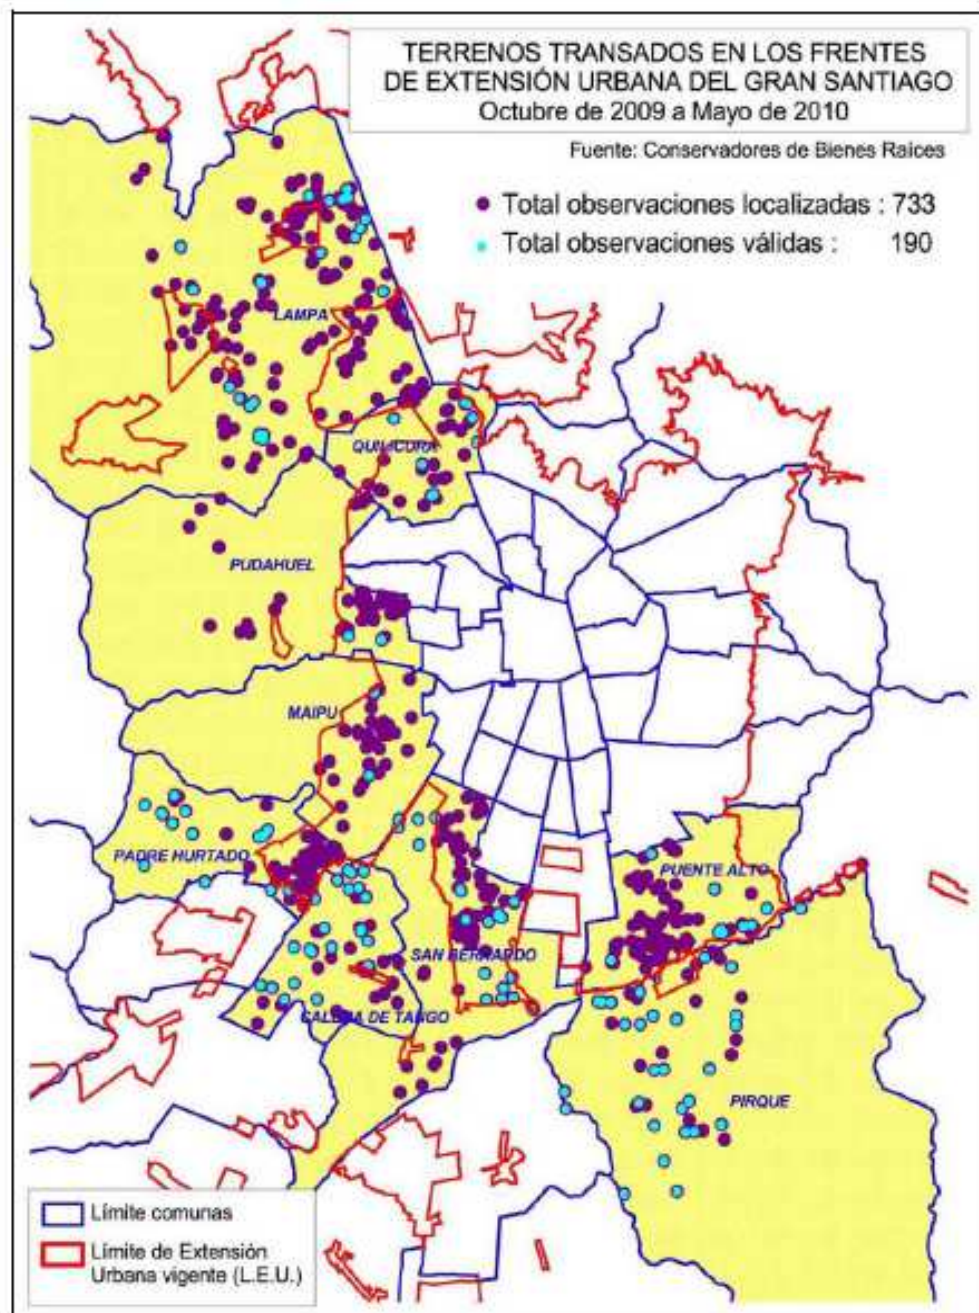 TERRENOS TRANSADOS EN LOS FRENTES
DE EXTENSIÓN URBANA DEL GRAN SANTIAGO
Octubre de 2009 a Mayo de 2010
Fuente: Conservadores de Bienes Raíces
Total observaciones localizadas : 733
Total observaciones válidas : 190
LAMPA
QUILICURA
PUDAHUEL
MAIPU
PADRE HURTADO
PUENTE ALTO
SAN BERNARDO
CALERA DE TANGO
PIRQUE
Límite comunas
Límite de Extensión
Urbana vigente (L.E.U.)